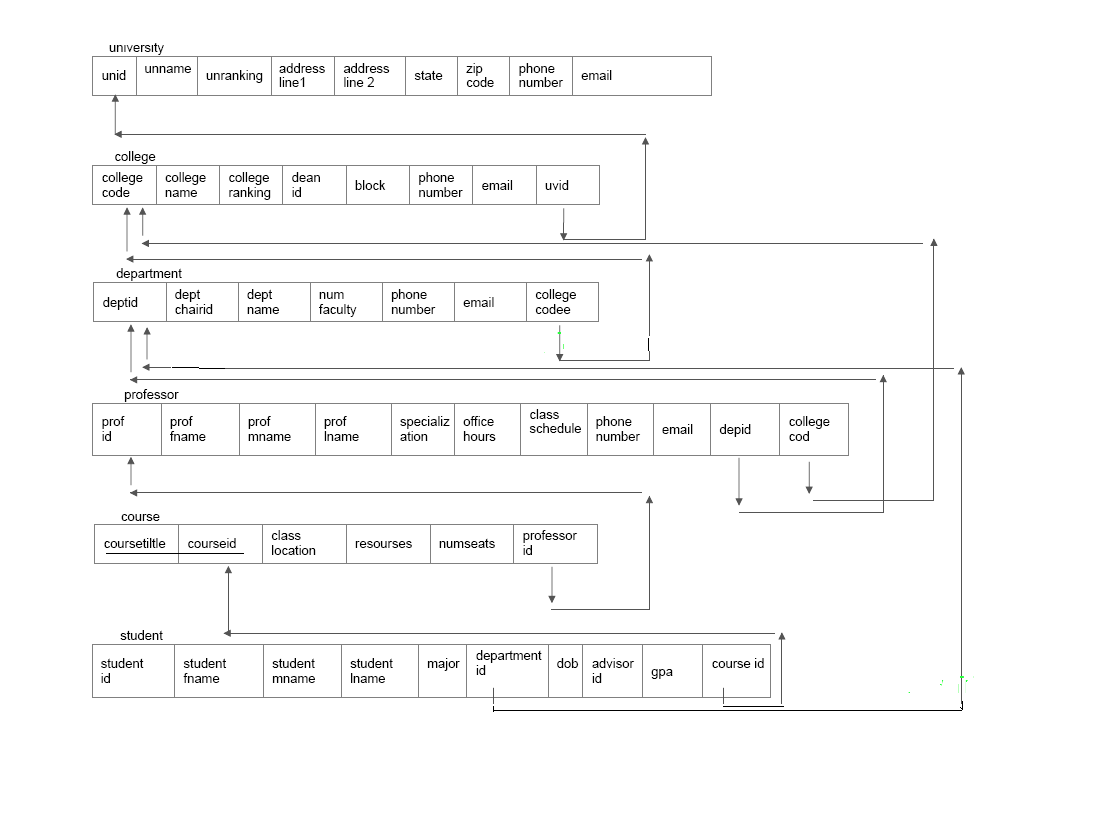 university
unid unname unranking address line1 address line 2 state zip code phone number email
college
college code college name college ranking dean id block phone number email uvid
department
deptid dept chairid dept name num faculty phone number email college codee
professor
prof id prof fname prof mname prof lname specializ ation office hours class schedule phone number email depid college cod
course
coursetiltle courseid class location resourses numseats professor id
student
student id student fname student mname student lname major department id dob advisor id gpa course id